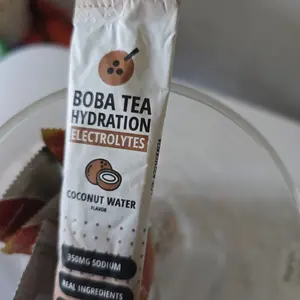 BOBA TEA
HYDRATION
ELECTROLYTES
COCONUT WATER
FLAVOR
350MG SODIUM
REAL INGREDIENTS